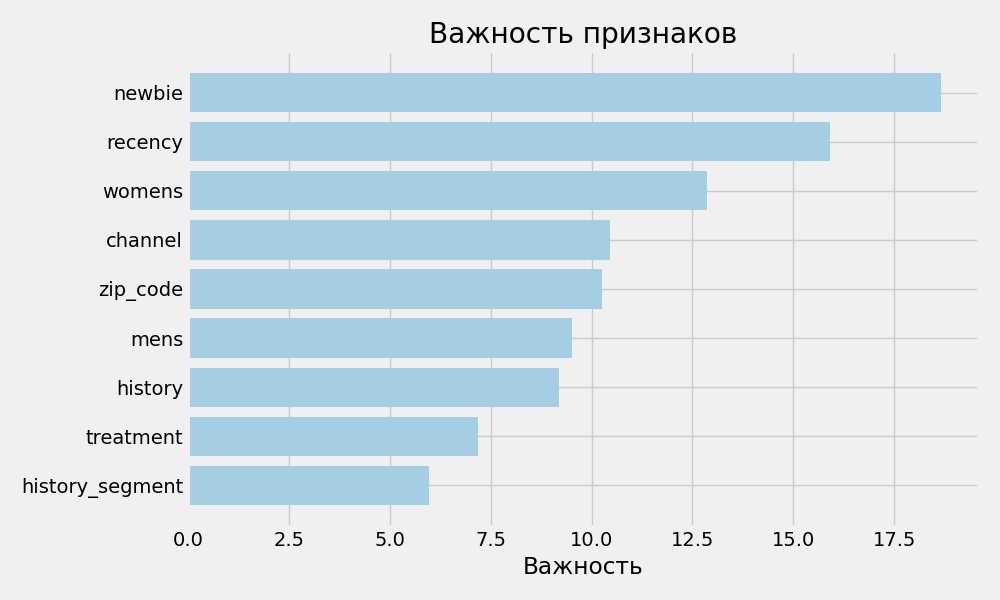 Важность признаков
newbie
recency
womens
channel
zip_code
mens
history
treatment
history_segment
0.0 2.5 5.0 7.5 10.0 12.5 15.0 17.5
Важность